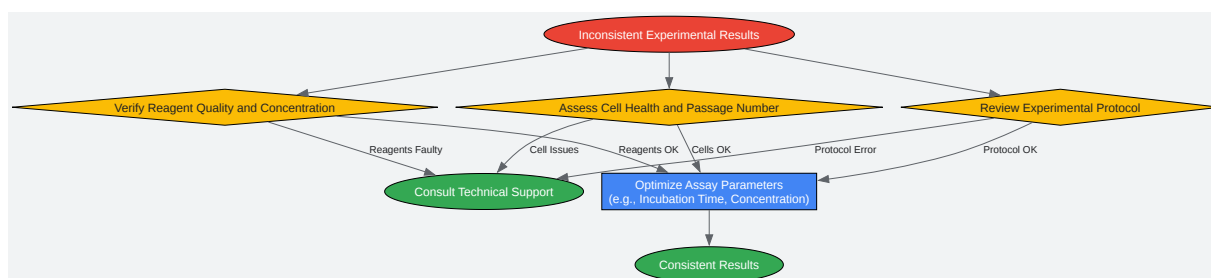 Inconsistent Experimental Results
Verify Reagent Quality and Concentration
Assess Cell Health and Passage Number
Review Experimental Protocol
Reagents Faulty
Cell Issues
Reagents OK
Cells OK
Protocol Error
Protocol OK
Consult Technical Support
Optimize Assay Parameters
(e.g., Incubation Time, Concentration)
Consistent Results